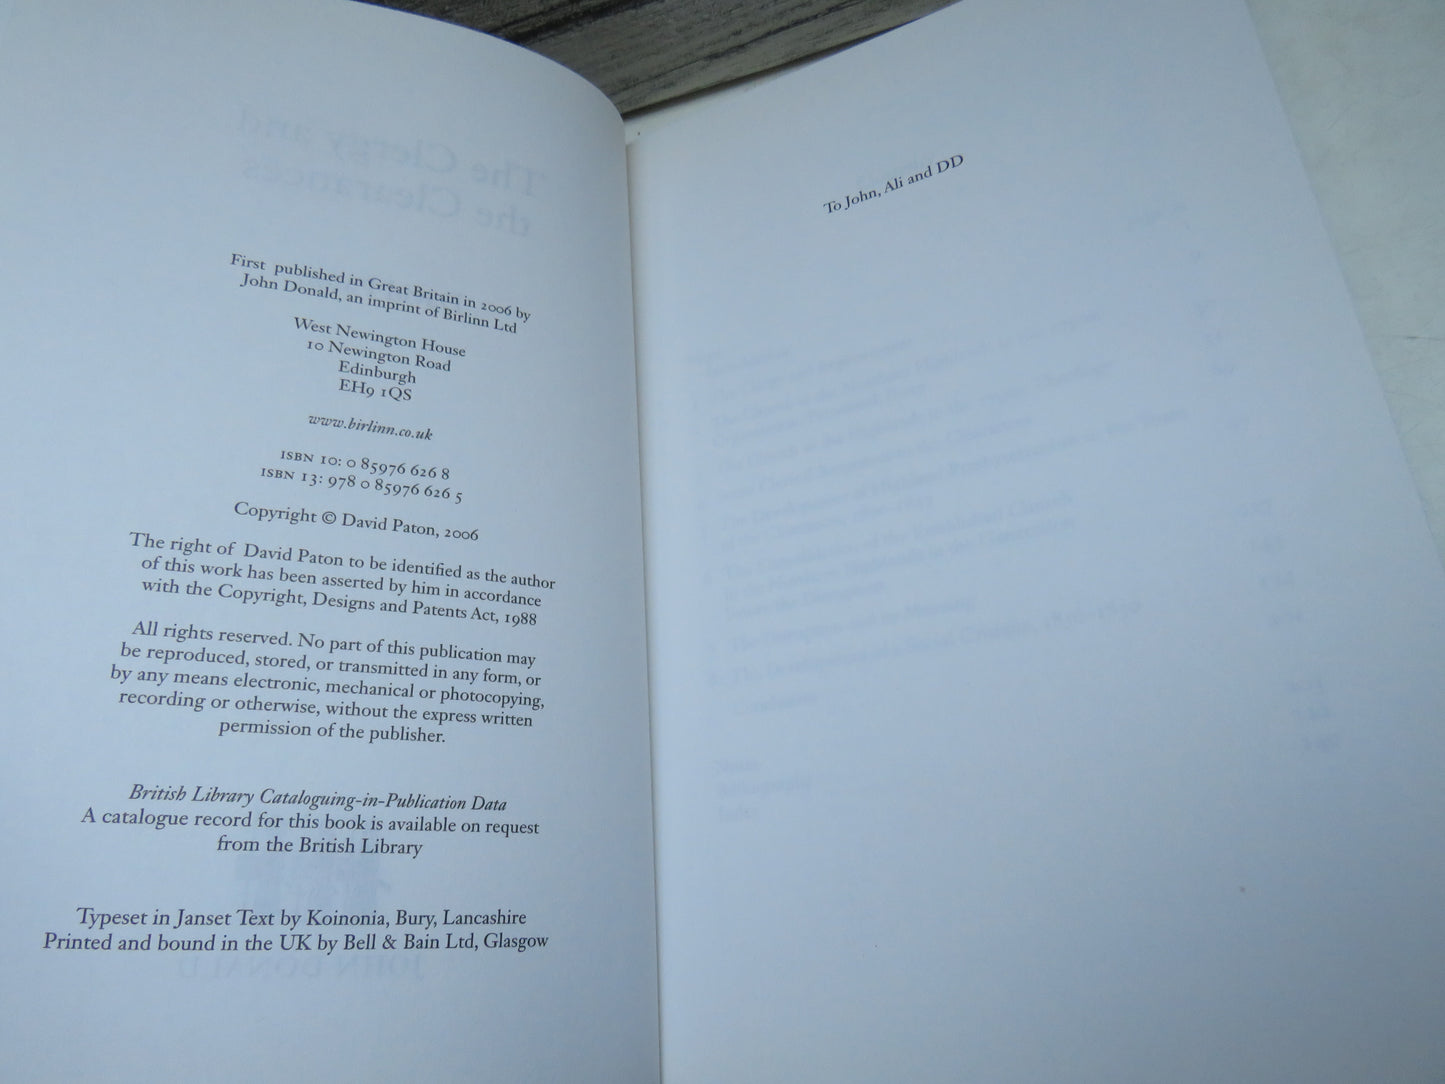 First published in Great Britain in 2006 by
John Donald, an imprint of Birlinn Ltd
West Newington House
10 Newington Road
Edinburgh
EH9 1QS
www.birlinn.co.uk
ISBN 10: 0 85976 626 8
ISBN 13: 978 0 85976 626 5
Copyright © David Paton, 2006
The right of David Paton to be identified as the author
of this work has been asserted by him in accordance
with the Copyright, Designs and Patents Act, 1988
All rights reserved. No part of this publication may
be reproduced, stored, or transmitted in any form, or
by any means electronic, mechanical or photocopying,
recording or otherwise, without the express written
permission of the publisher.
British Library Cataloguing-in-Publication Data
A catalogue record for this book is available on request
from the British Library
Typeset in Janset Text by Koinonia, Bury, Lancashire
Printed and bound in the UK by Bell & Bain Ltd, Glasgow
To John, Ali and DD